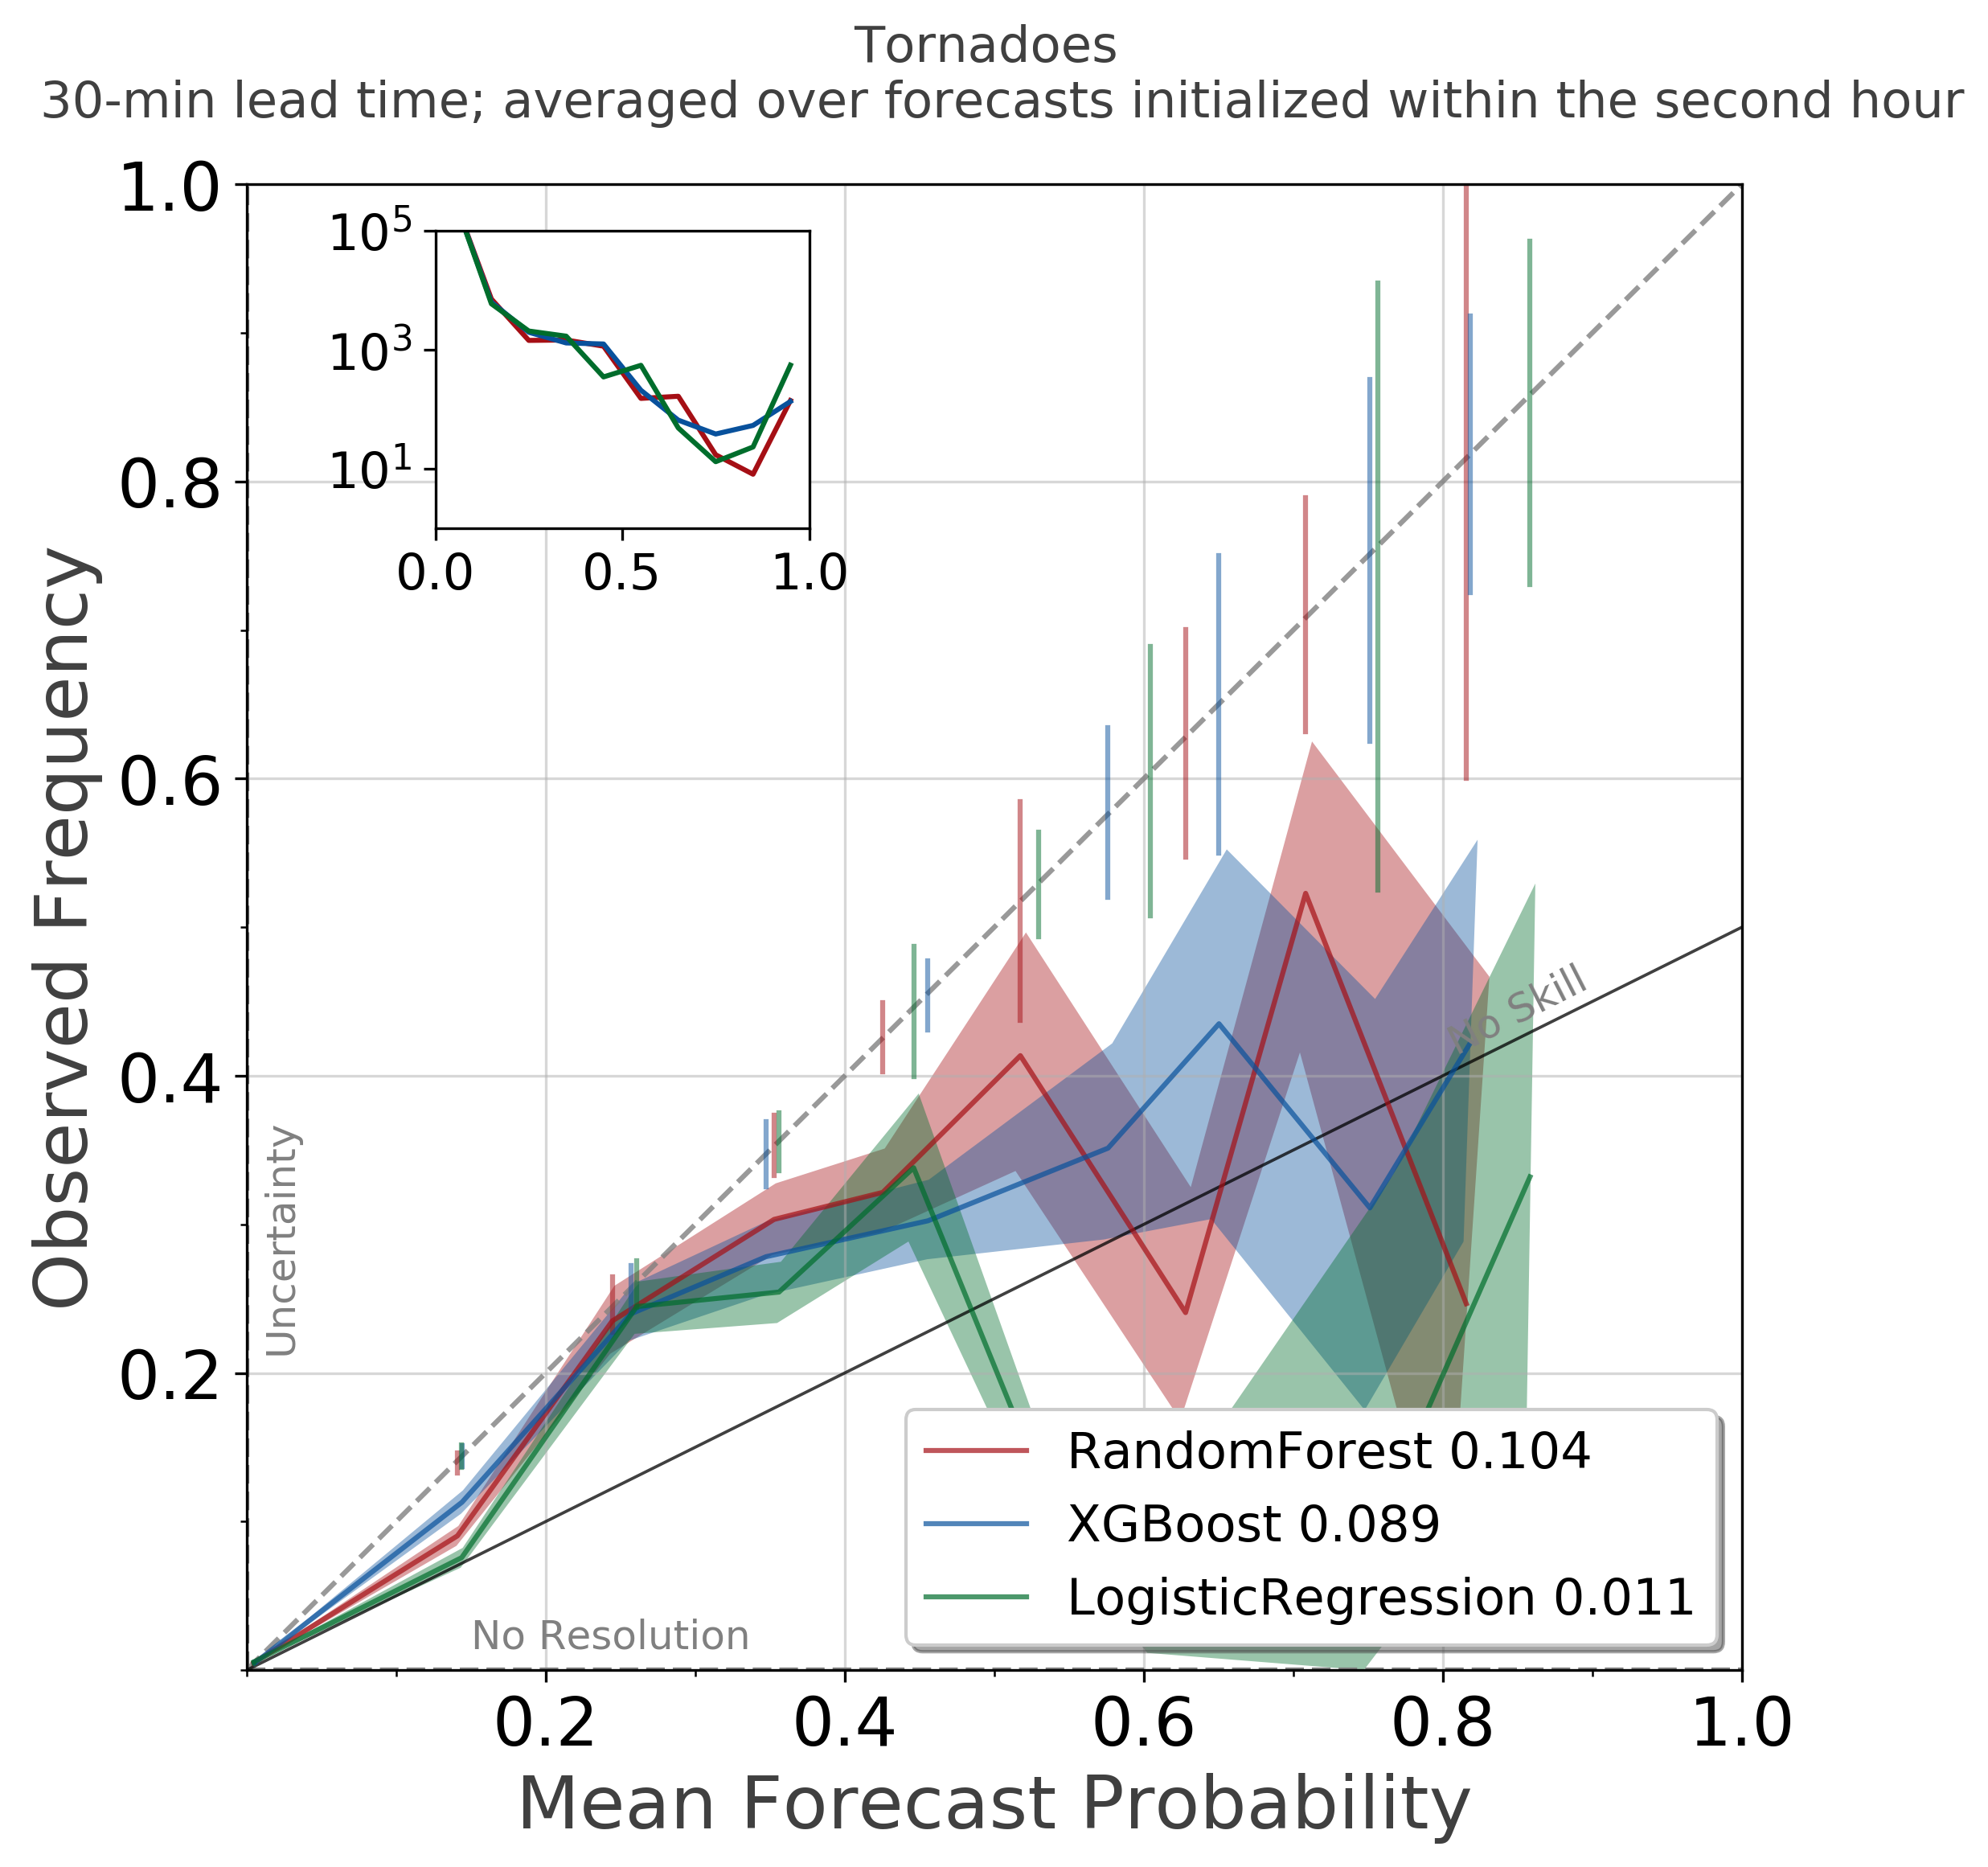 Tornadoes
30-min lead time; averaged over forecasts initialized within the second hour
1.0
0.8
0.6
0.4
0.2
Observed Frequency
10^5
10^3
10^1
0.0 0.5 1.0
Uncertainty
No Skill
No Resolution
RandomForest 0.104
XGBoost 0.089
LogisticRegression 0.011
0.2 0.4 0.6 0.8 1.0
Mean Forecast Probability